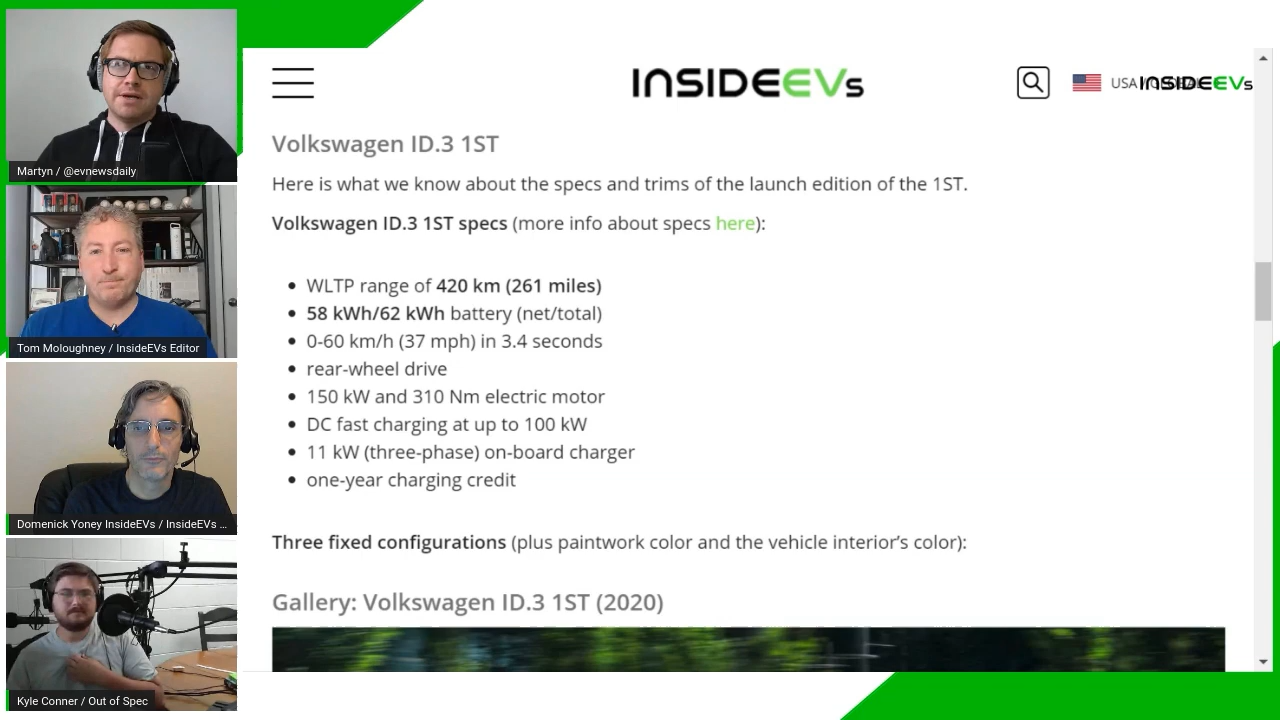 Martyn / @evnewsdaily
Tom Moloughney / InsideEVs Editor
Domenick Yoney InsideEVs / InsideEVs ...
Kyle Conner / Out of Spec
INSIDEEVs
USA /
INSIDEEVs
Volkswagen ID.3 1ST
Here is what we know about the specs and trims of the launch edition of the 1ST.
Volkswagen ID.3 1ST specs (more info about specs here):
• WLTP range of 420 km (261 miles)
• 58 kWh/62 kWh battery (net/total)
• 0-60 km/h (37 mph) in 3.4 seconds
• rear-wheel drive
• 150 kW and 310 Nm electric motor
• DC fast charging at up to 100 kW
• 11 kW (three-phase) on-board charger
• one-year charging credit
Three fixed configurations (plus paintwork color and the vehicle interior’s color):
Gallery: Volkswagen ID.3 1ST (2020)